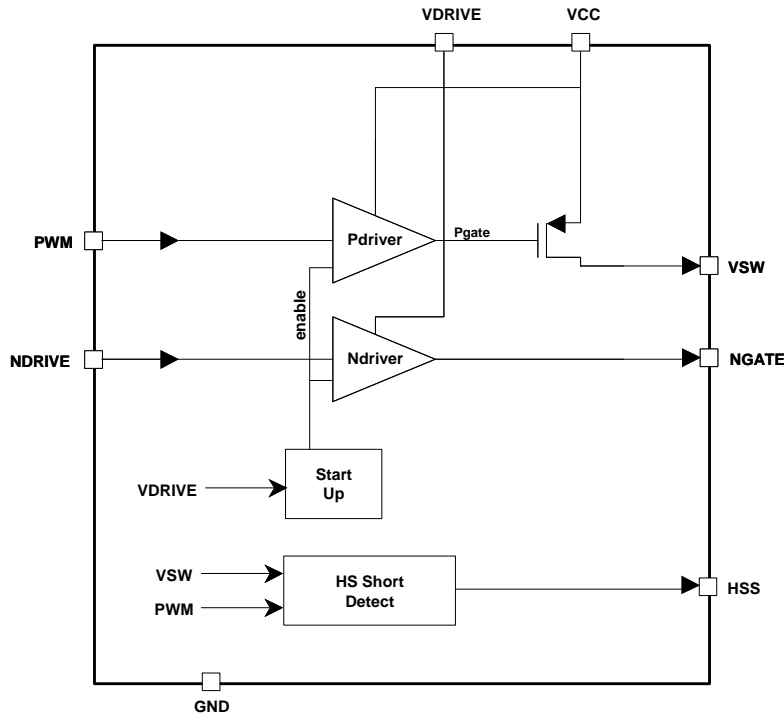 VDRIVE
VCC
PWM
Pdriver
Pgate
VSW
enable
NDRIVE
Ndriver
NGATE
VDRIVE
Start
Up
VSW
PWM
HS Short
Detect
HSS
GND